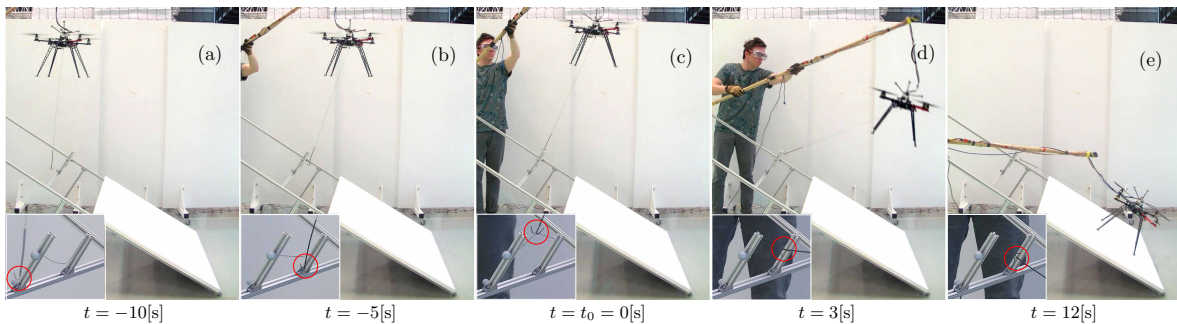 (a)
(b)
(c)
(d)
(e)
t = −10[s]
t = −5[s]
t = t₀ = 0[s]
t = 3[s]
t = 12[s]